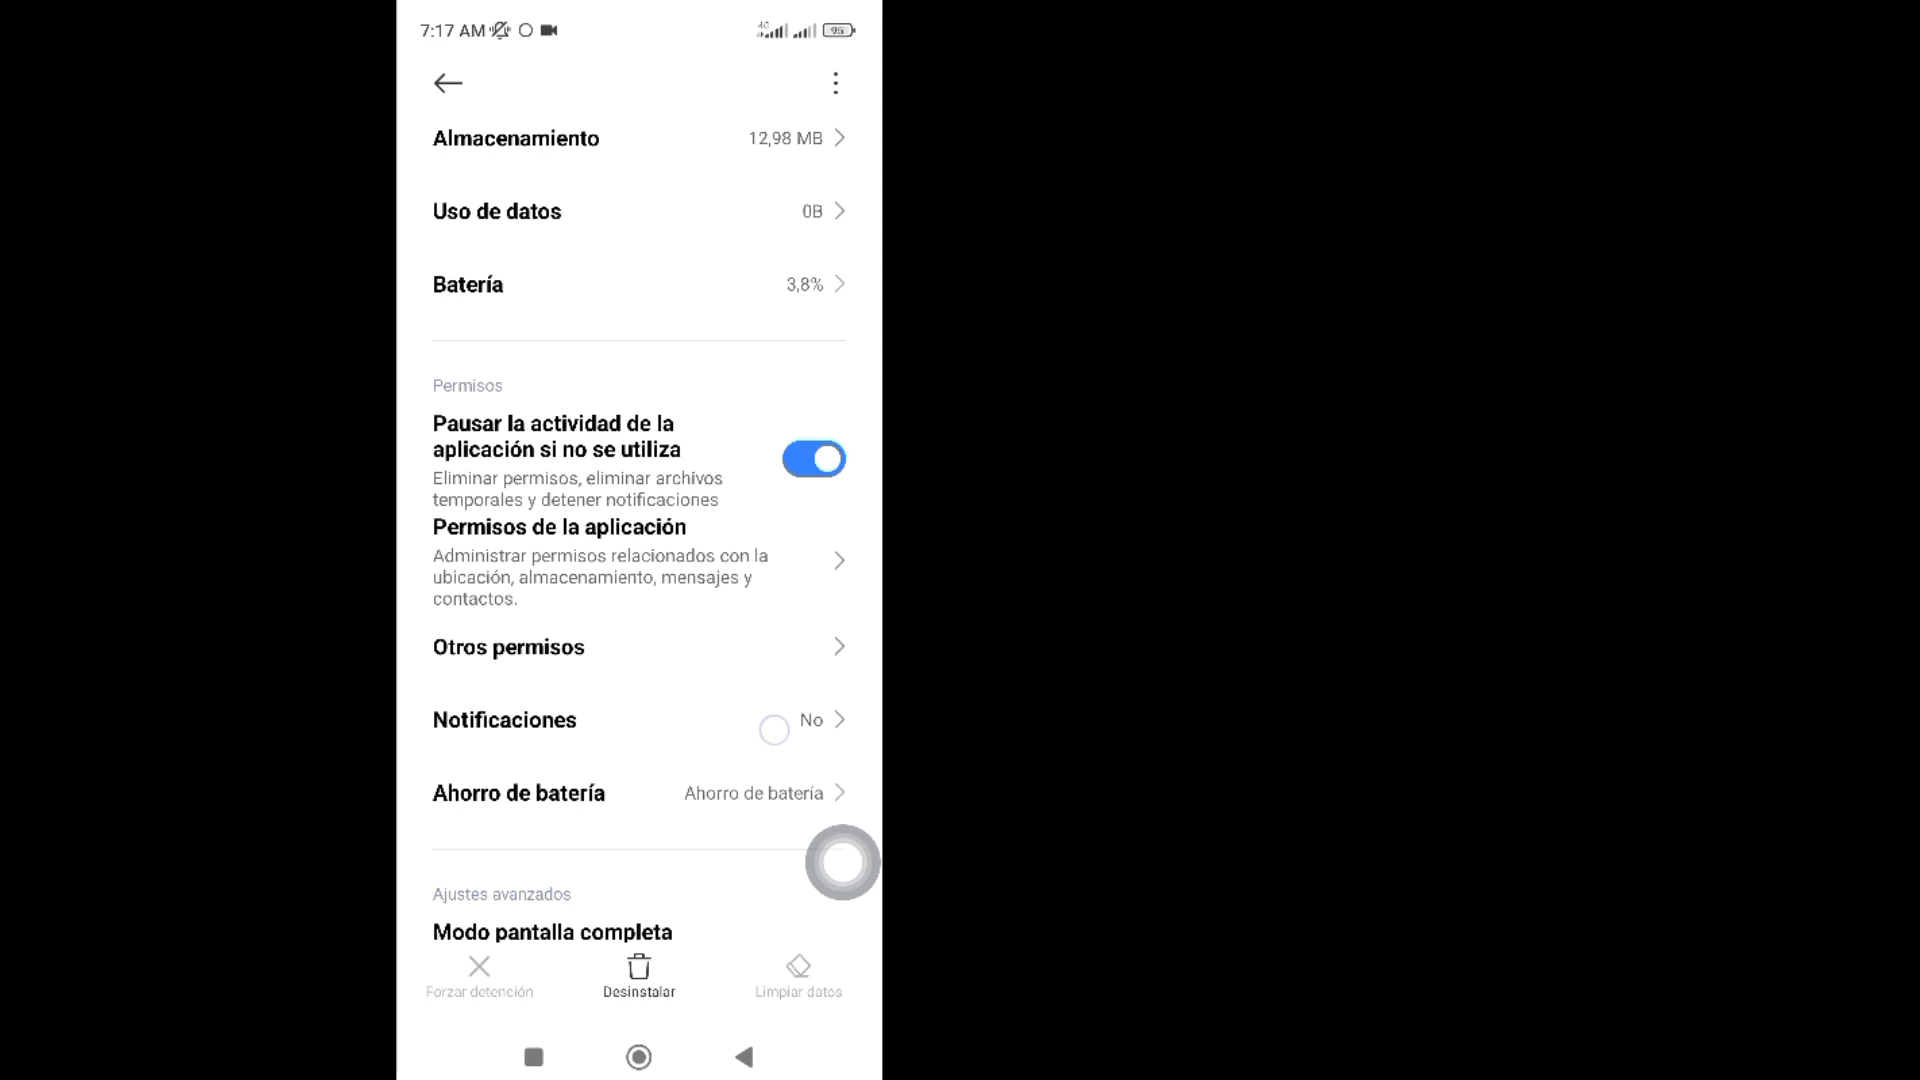 7:17 AM
4G
95
Almacenamiento 12,98 MB
Uso de datos 0B
Batería 3,8%
Permisos
Pausar la actividad de la
aplicación si no se utiliza
Eliminar permisos, eliminar archivos
temporales y detener notificaciones
Permisos de la aplicación
Administrar permisos relacionados con la
ubicación, almacenamiento, mensajes y
contactos.
Otros permisos
Notificaciones No
Ahorro de batería Ahorro de batería
Ajustes avanzados
Modo pantalla completa
Forzar detención Desinstalar Limpiar datos